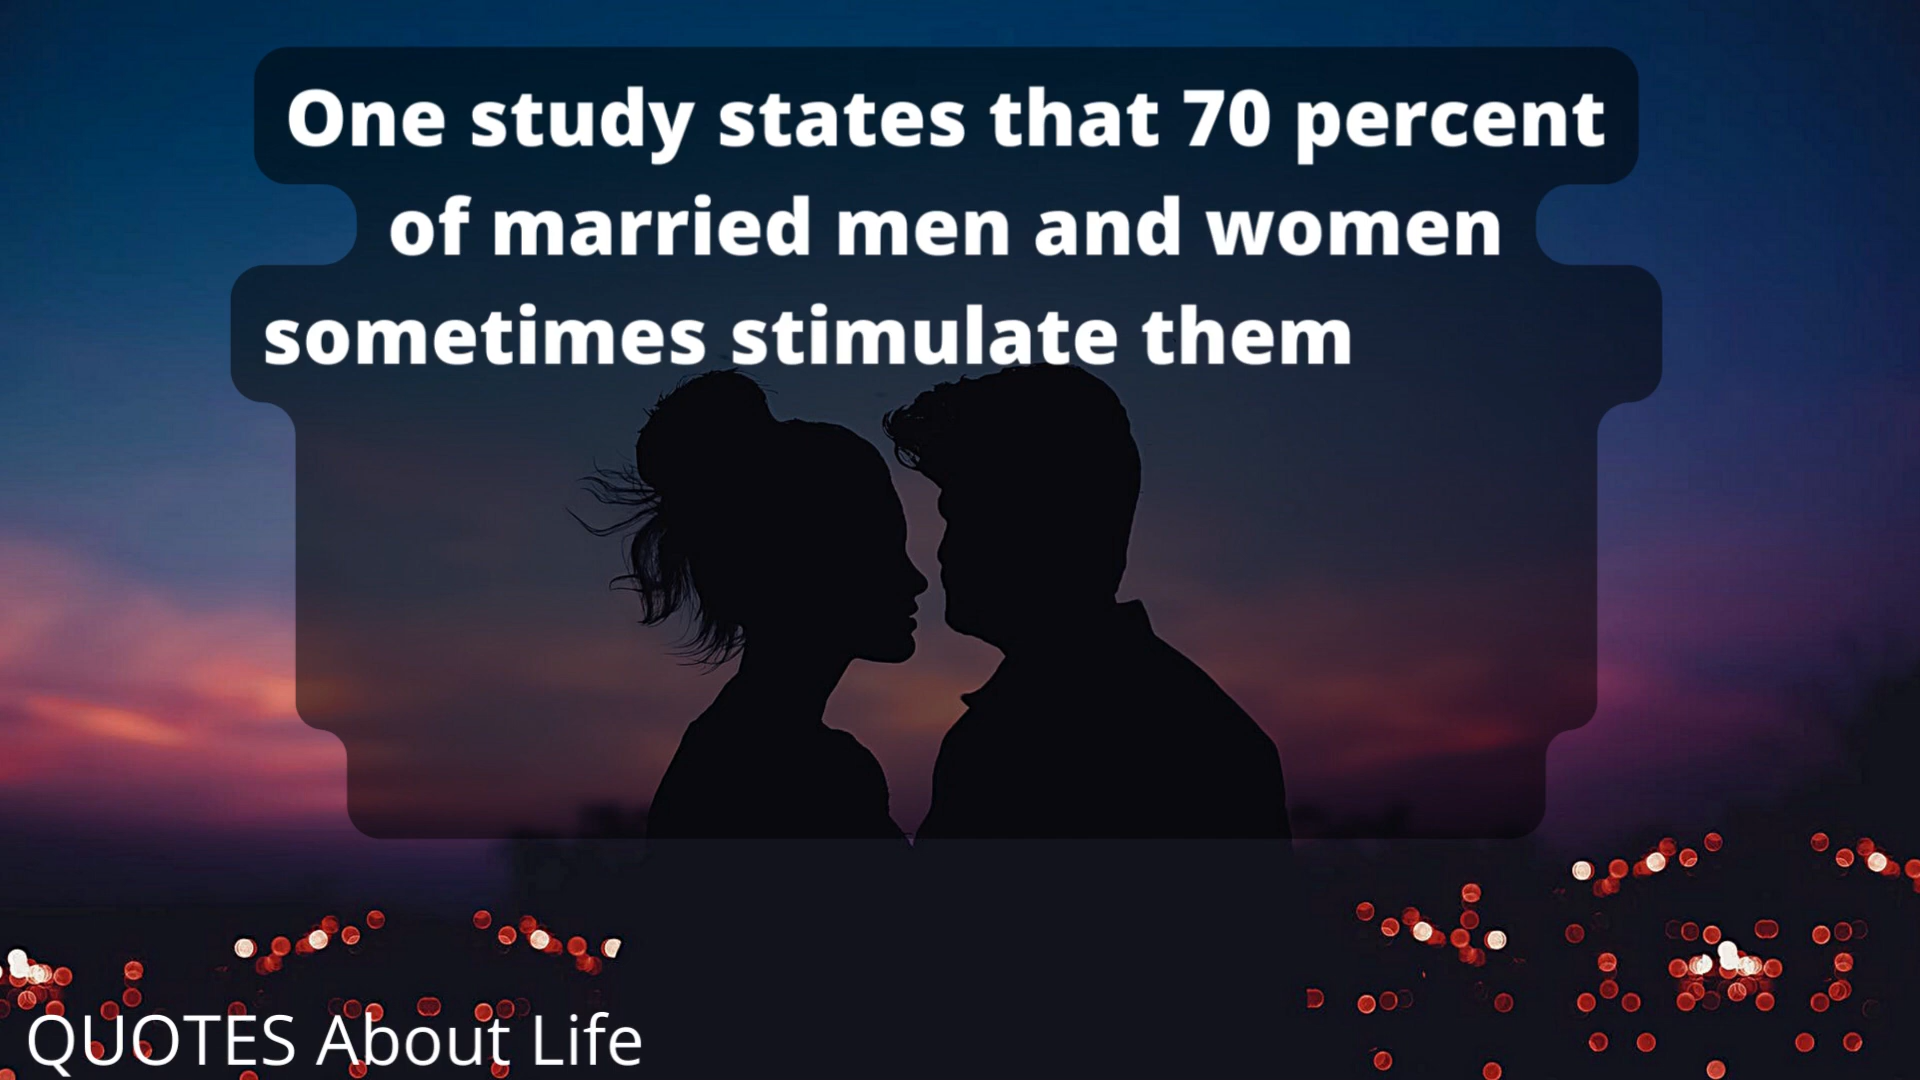 One study states that 70 percent
of married men and women
sometimes stimulate them
QUOTES About Life